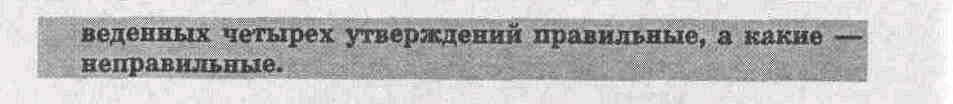 веденных четырех утверждений правильные, а какие —
неправильные.